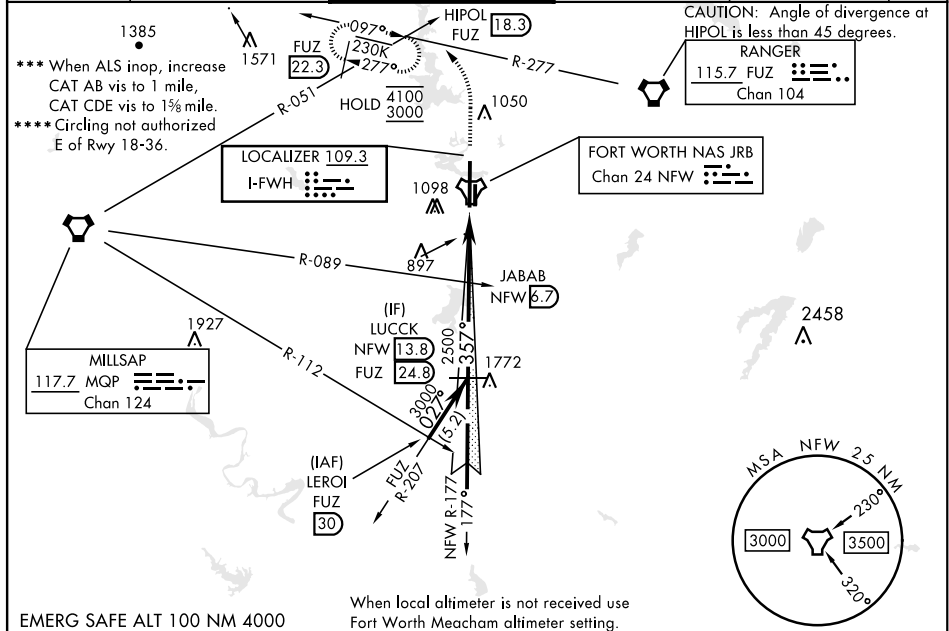 1385
*** When ALS inop, increase
CAT AB vis to 1 mile,
CAT CDE vis to 1⅝ mile.
**** Circling not authorized
E of Rwy 18-36.
1571
FUZ
22.3
097°
230K
277°
HOLD
4100
3000
HIPOL
FUZ 18.3
R-277
R-051
1050
CAUTION: Angle of divergence at
HIPOL is less than 45 degrees.
RANGER
115.7 FUZ
Chan 104
LOCALIZER 109.3
I-FWH
1098
FORT WORTH NAS JRB
Chan 24 NFW
R-089
897
JABAB
NFW 6.7
(IF)
LUCCK
NFW 13.8
FUZ 24.8
2500
357°
1772
2458
1927
R-112
MILLSAP
117.7 MQP
Chan 124
3000
027°
(5.2)
(IAF)
LEROI
FUZ
30
FUZ
R-207
NFW R-177
177°
MSA NFW 25 NM
230°
3000
3500
320°
EMERG SAFE ALT 100 NM 4000
When local altimeter is not received use
Fort Worth Meacham altimeter setting.